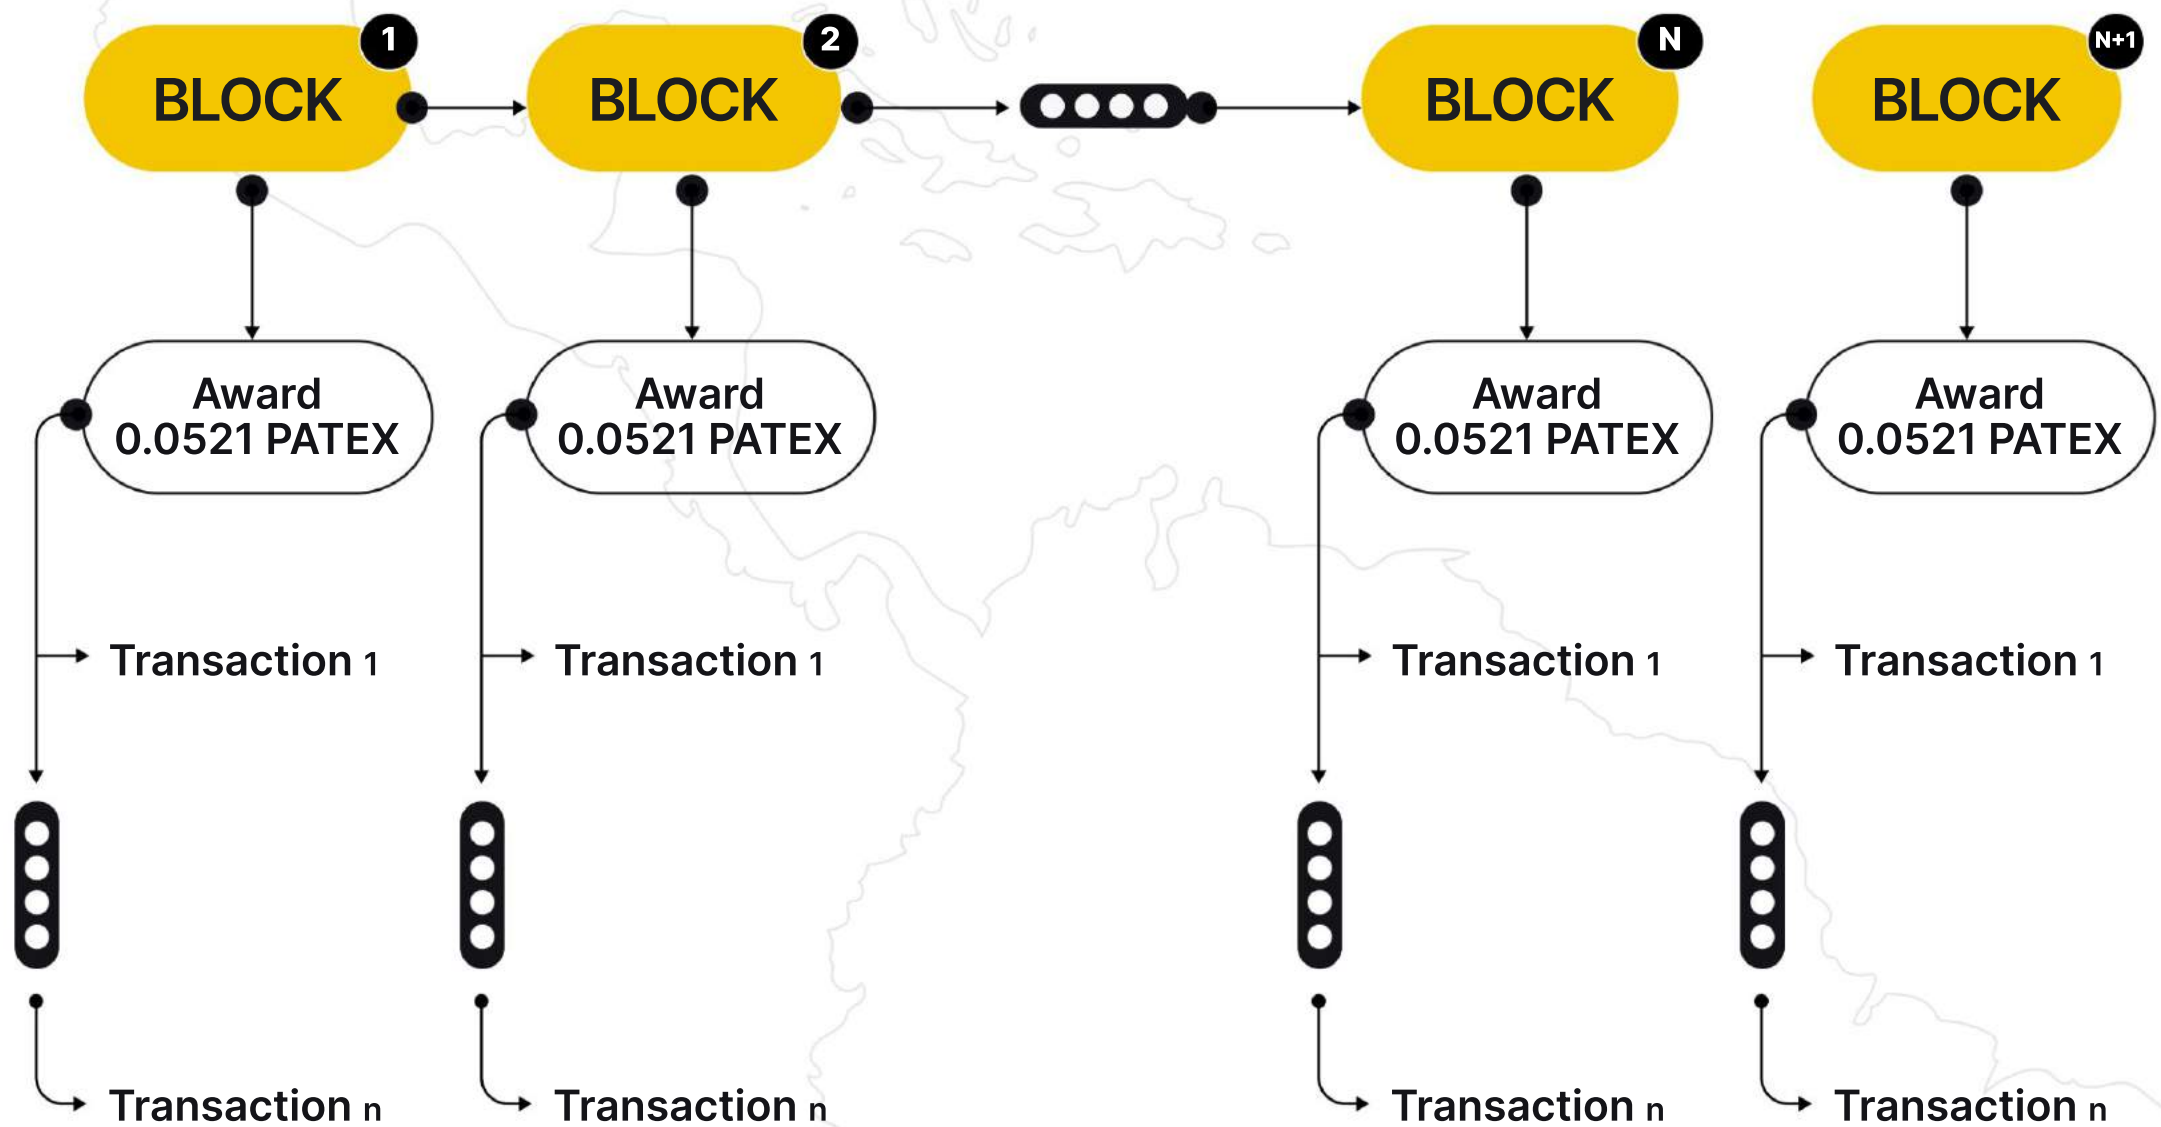 1
BLOCK
2
BLOCK
N
BLOCK
N+1
BLOCK
Award
0.0521 PATEX
Award
0.0521 PATEX
Award
0.0521 PATEX
Award
0.0521 PATEX
Transaction 1
Transaction 1
Transaction 1
Transaction 1
Transaction n
Transaction n
Transaction n
Transaction n